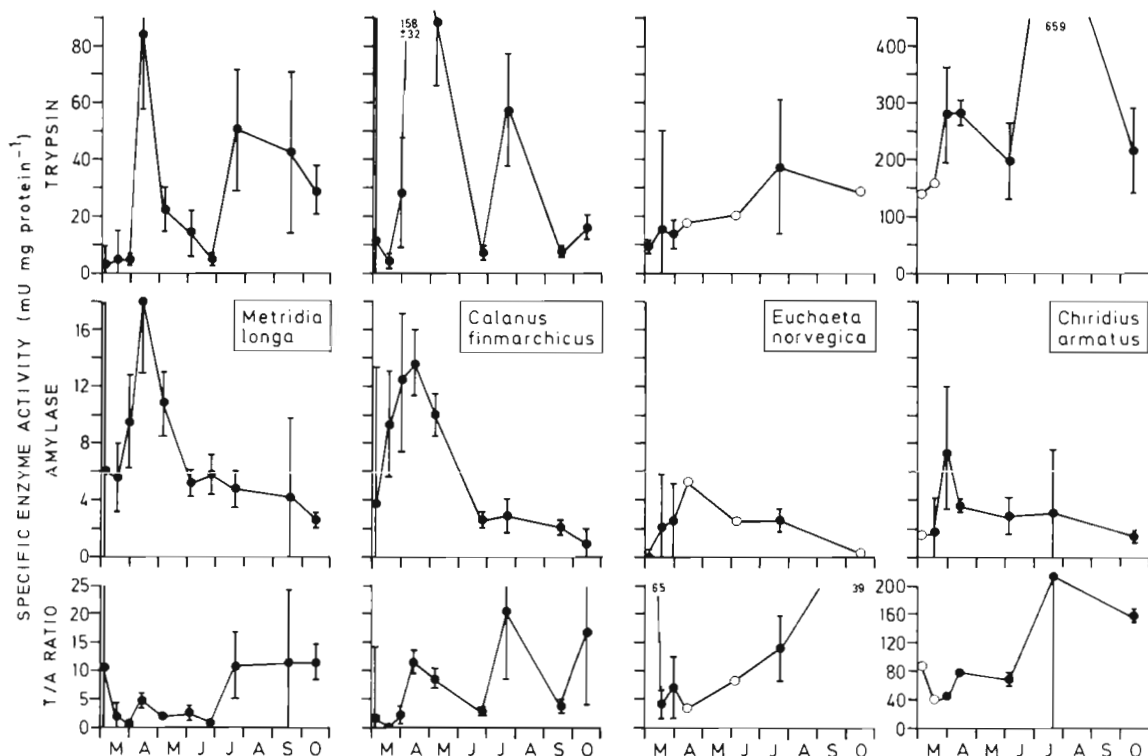 SPECIFIC ENZYME ACTIVITY (mU mg protein⁻¹)
TRYPSIN
80
60
40
20
0
158
±32
659
450
400
300
200
100
0
AMYLASE
16
12
8
4
0
Metridia
longa
Calanus
finmarchicus
Euchaeta
norvegica
Chiridius
armatus
T/A RATIO
25
20
15
10
5
0
65
39
200
160
120
80
40
0
M A M J J A S O
M A M J J A S O
M A M J J A S O
M A M J J A S O